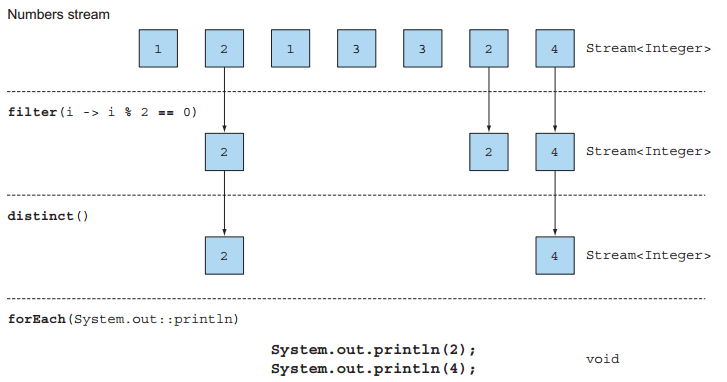 Numbers stream
1 2 1 3 3 2 4 Stream<Integer>
filter(i -> i % 2 == 0)
2 2 4 Stream<Integer>
distinct()
2 4 Stream<Integer>
forEach(System.out::println)
System.out.println(2);
System.out.println(4);
void